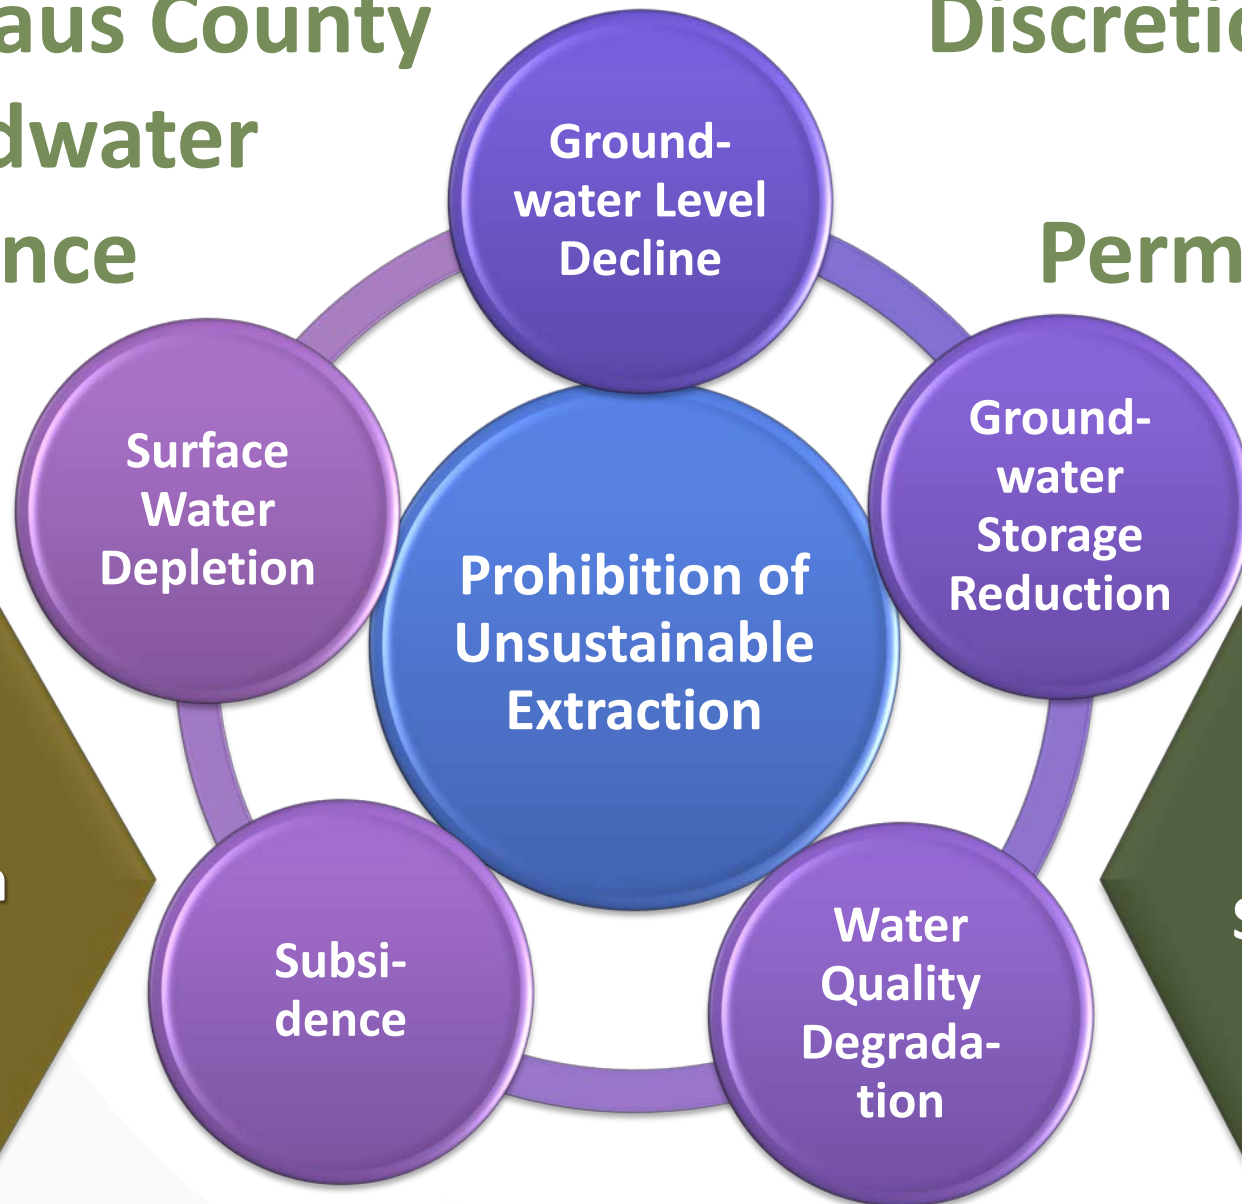 aus County
dwater
nce
Discretio
Perm
Ground-
water Level
Decline
Ground-
water
Storage
Reduction
Surface
Water
Depletion
Prohibition of
Unsustainable
Extraction
Subsi-
dence
Water
Quality
Degrada-
tion